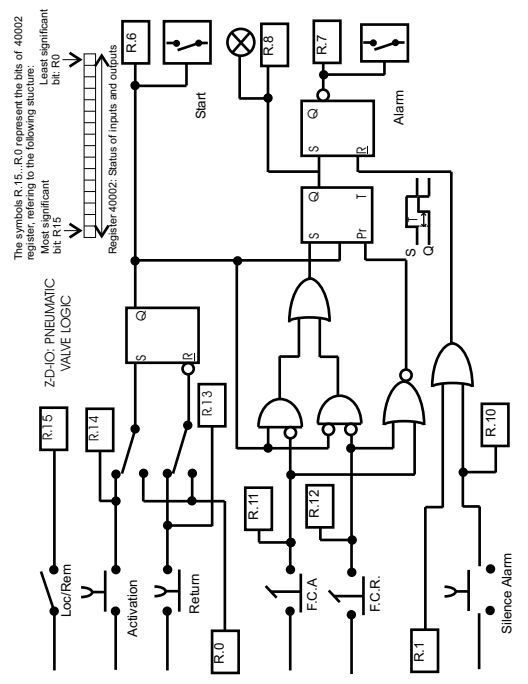 The symbols R.15...R.0 represent the bits of 40002
register, refering to the following stucture:
Most significant
bit: R15
Least significant
bit: R0
Register 40002: Status of inputs and outputs
Z-D-IO: PNEUMATIC
VALVE LOGIC
R.15
Loc/Rem
R.14
Activation
R.13
Return
R.0
S
Q
R
R.6
Start
R.11
F.C.A
R.12
F.C.R.
S
Q
Pr
T
R.8
S
Q
R
R.7
Alarm
S
Q
T
R.1
R.10
Silence Alarm